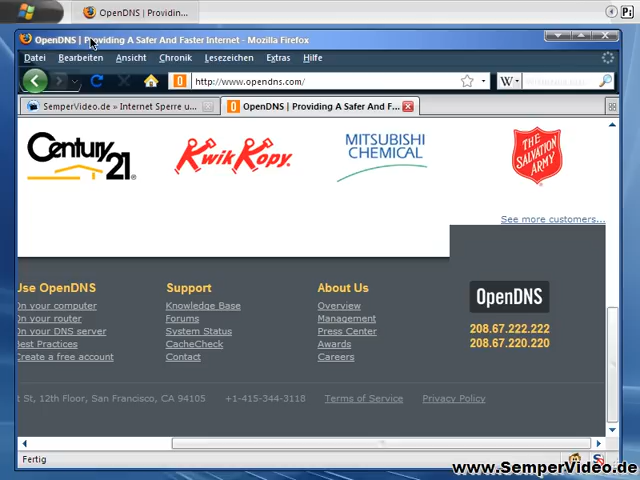 OpenDNS | Providin...
OpenDNS | Providing A Safer And Faster Internet - Mozilla Firefox
Datei Bearbeiten Ansicht Chronik Lesezeichen Extras Hilfe
http://www.opendns.com/
W
SemperVideo.de » Internet Sperre u...
OpenDNS | Providing A Safer And F...
Century 21
Kwik Kopy
MITSUBISHI CHEMICAL
THE SALVATION ARMY
See more customers...
Use OpenDNS
On your computer
On your router
On your DNS server
Best Practices
Create a free account
Support
Knowledge Base
Forums
System Status
CacheCheck
Contact
About Us
Overview
Management
Press Center
Awards
Careers
OpenDNS
208.67.222.222
208.67.220.220
t St, 12th Floor, San Francisco, CA 94105 +1-415-344-3118 Terms of Service Privacy Policy
Fertig
www.SemperVideo.de